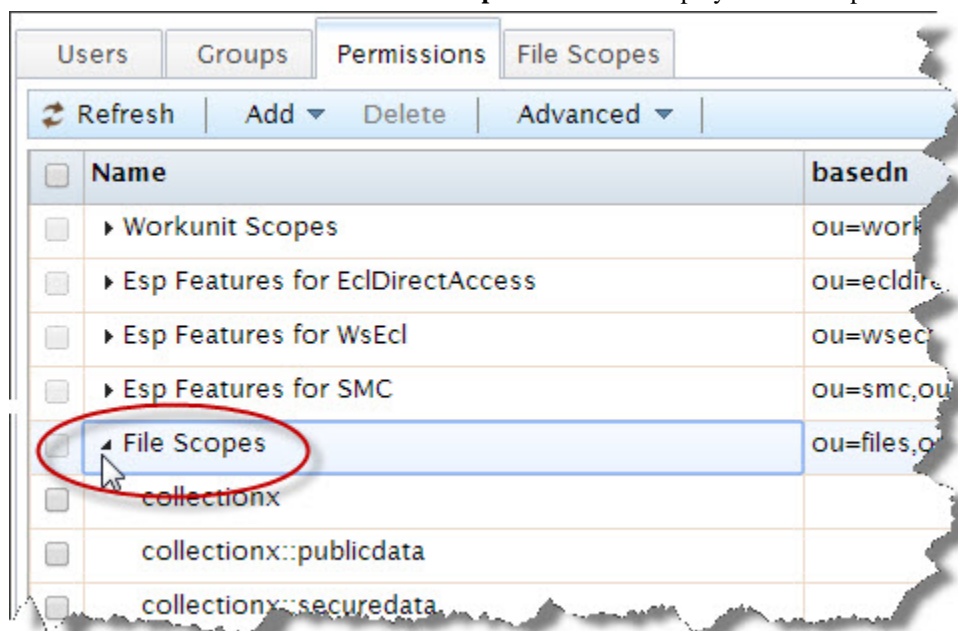 Users Groups Permissions File Scopes
Refresh Add Delete Advanced
Name basedn
Workunit Scopes
Esp Features for EclDirectAccess
Esp Features for WsEcl
Esp Features for SMC ou=smc,ou
File Scopes ou=files,o
collectionx
collectionx::publicdata
collectionx::securedata